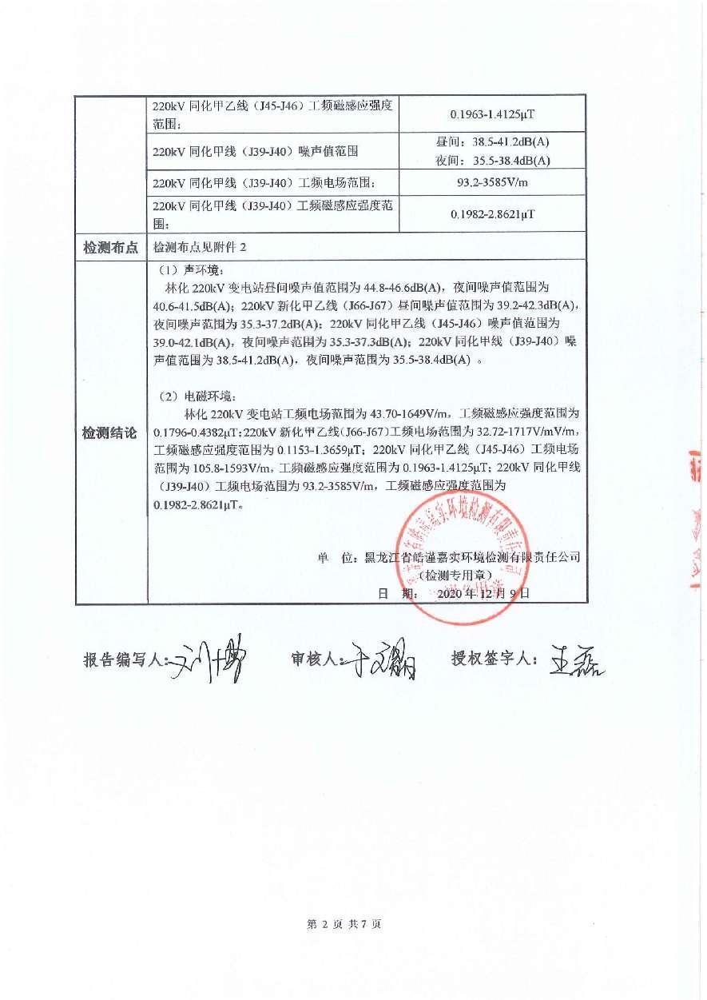 220kV 同化甲乙线（J45-J46）工频磁感应强度
范围：
0.1963-1.4125μT
220kV 同化甲线（J39-J40）噪声值范围
昼间：38.5-41.2dB(A)
夜间：35.5-38.4dB(A)
220kV 同化甲线（J39-J40）工频电场范围：
93.2-3585V/m
220kV 同化甲线（J39-J40）工频磁感应强度范
围：
0.1982-2.8621μT
检测布点
检测布点见附件 2
检测结论
（1）声环境：
林化 220kV 变电站昼间噪声值范围为 44.8-46.6dB(A)，夜间噪声值范围为
40.6-41.5dB(A)；220kV 新化甲乙线（J66-J67）昼间噪声值范围为 39.2-42.3dB(A)，
夜间噪声范围为 35.3-37.2dB(A)；220kV 同化甲乙线（J45-J46）噪声值范围为
39.0-42.1dB(A)，夜间噪声范围为 35.3-37.3dB(A)；220kV 同化甲线（J39-J40）噪
声值范围为 38.5-41.2dB(A)，夜间噪声范围为 35.5-38.4dB(A) 。
（2）电磁环境：
林化 220kV 变电站工频电场范围为 43.70-1649V/m，工频磁感应强度范围为
0.1796-0.4382μT；220kV 新化甲乙线（J66-J67）工频电场范围为 32.72-1717V/mV/m，
工频磁感应强度范围为 0.1153-1.3659μT；220kV 同化甲乙线（J45-J46）工频电场
范围为 105.8-1593V/m，工频磁感应强度范围为 0.1963-1.4125μT；220kV 同化甲线
（J39-J40）工频电场范围为 93.2-3585V/m，工频磁感应强度范围为
0.1982-2.8621μT。
单 位：黑龙江省皓谨嘉实环境检测有限责任公司
（检测专用章）
日 期： 2020 年 12 月 9 日
报告编写人： 刘博
审核人：
授权签字人： 王磊
第 2 页 共 7 页